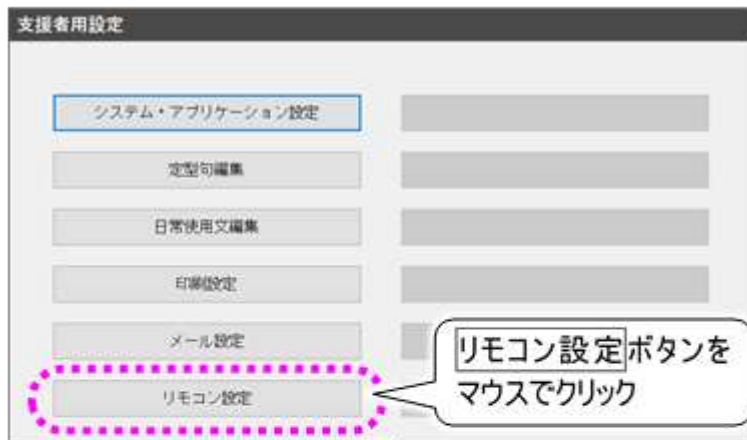 支援者用設定
システム・アプリケーション設定
定型句編集
日常使用文編集
印刷設定
メール設定
リモコン設定
リモコン設定ボタンを
マウスでクリック